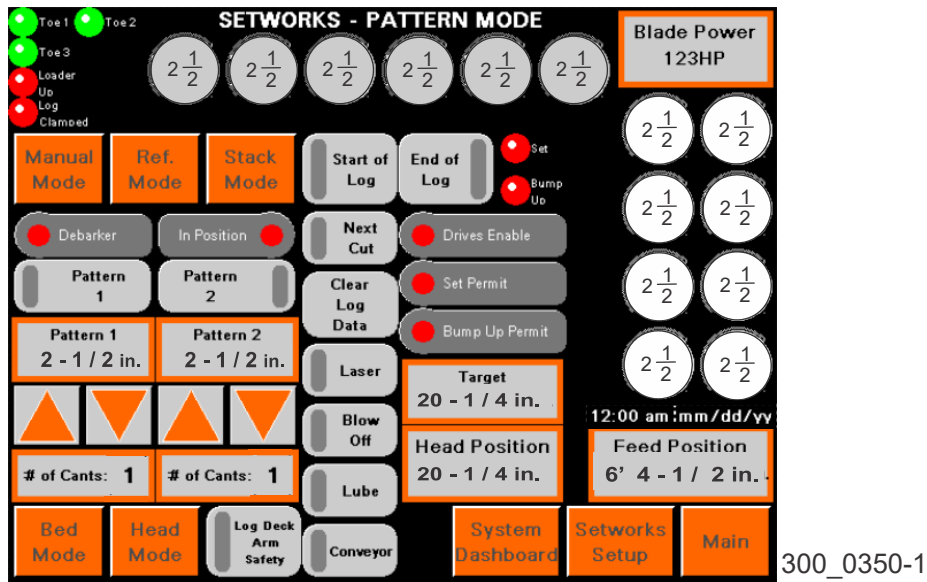 Toe 1 Toe 2
SETWORKS - PATTERN MODE
Blade Power
123HP
Toe 3
Loader
Up
Log
Clamped
2 1/2 2 1/2 2 1/2 2 1/2 2 1/2 2 1/2
2 1/2 2 1/2
2 1/2 2 1/2
2 1/2 2 1/2
2 1/2 2 1/2
Manual
Mode
Ref.
Mode
Stack
Mode
Start of
Log
End of
Log
Set
Bump
Up
Debarker
In Position
Next
Cut
Drives Enable
Pattern
1
Pattern
2
Clear
Log
Data
Set Permit
Bump Up Permit
Pattern 1
2 - 1 / 2 in.
Pattern 2
2 - 1 / 2 in.
Laser
Target
20 - 1 / 4 in.
12:00 am mm/dd/yy
Blow
Off
Head Position
20 - 1 / 4 in.
Feed Position
6' 4 - 1 / 2 in.
# of Cants: 1
# of Cants: 1
Lube
Bed
Mode
Head
Mode
Log Deck
Arm
Safety
Conveyor
System
Dashboard
Setworks
Setup
Main
300_0350-1